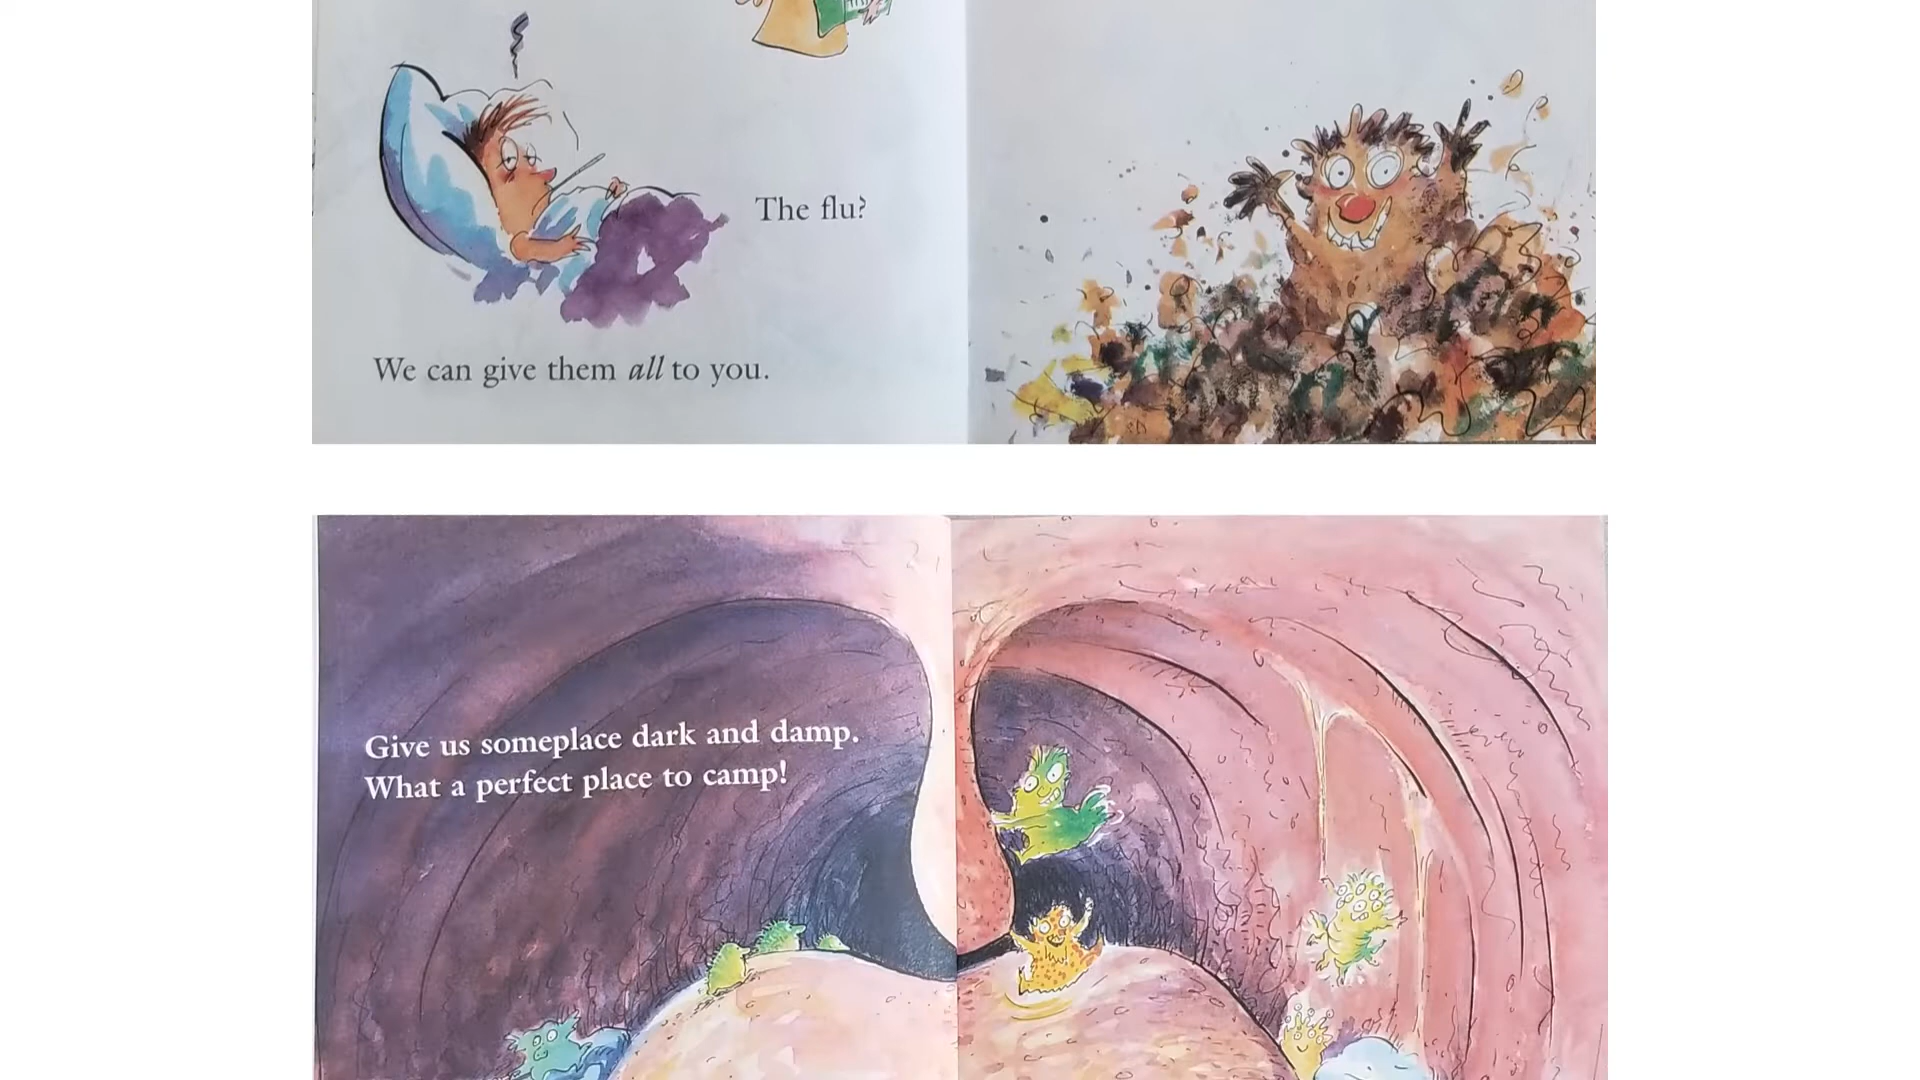 The flu?
We can give them all to you.
Give us someplace dark and damp.
What a perfect place to camp!